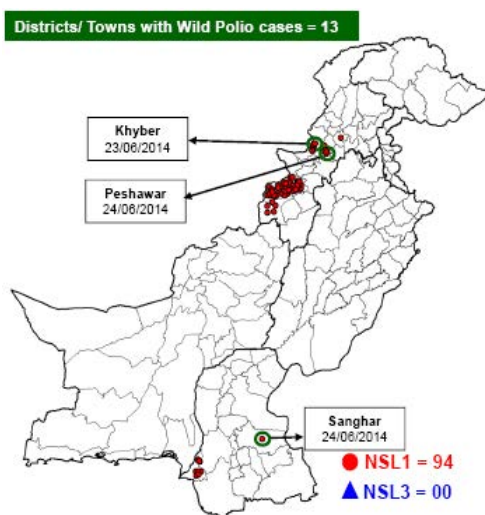 Districts/ Towns with Wild Polio cases = 13
Khyber
23/06/2014
Peshawar
24/06/2014
Sanghar
24/06/2014
NSL1 = 94
NSL3 = 00